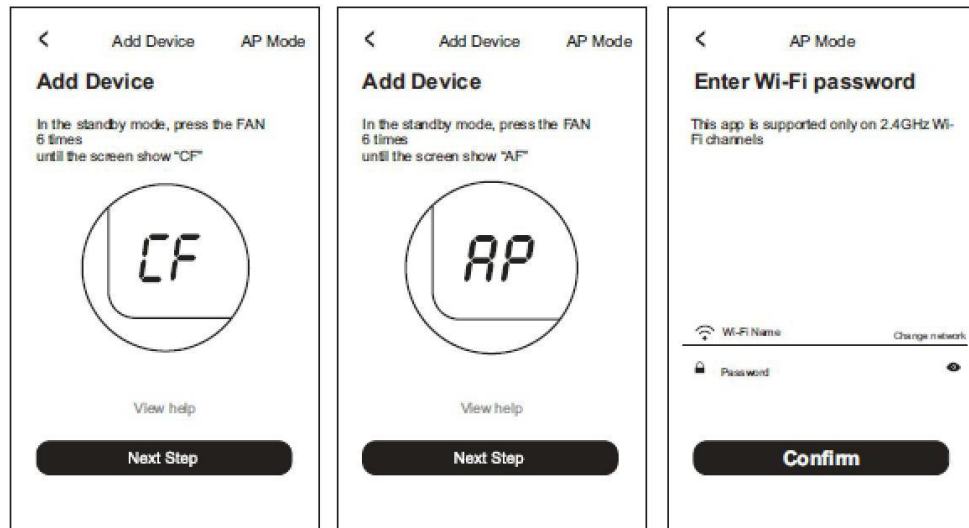 Add Device AP Mode
Add Device
In the standby mode, press the FAN
6 times
until the screen show "CF"
CF
View help
Next Step
Add Device AP Mode
Add Device
In the standby mode, press the FAN
6 times
until the screen show "AF"
AP
View help
Next Step
AP Mode
Enter Wi-Fi password
This app is supported only on 2.4GHz Wi-
Fi channels
Wi-Fi Name Change network
Password
Confirm